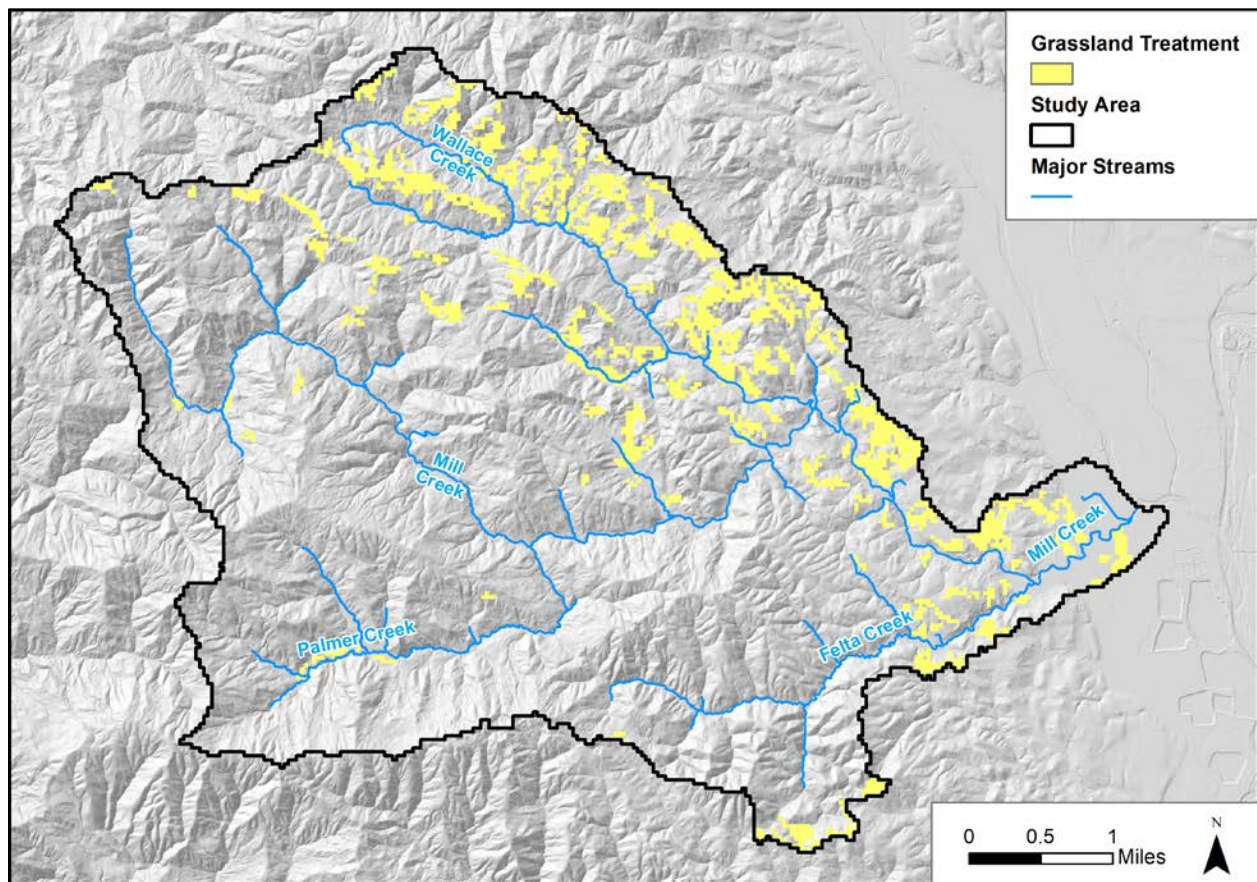 Grassland Treatment
Study Area
Major Streams
Wallace
Creek
Mill
Creek
Mill Creek
Palmer Creek
Felta Creek
N
0 0.5 1
Miles